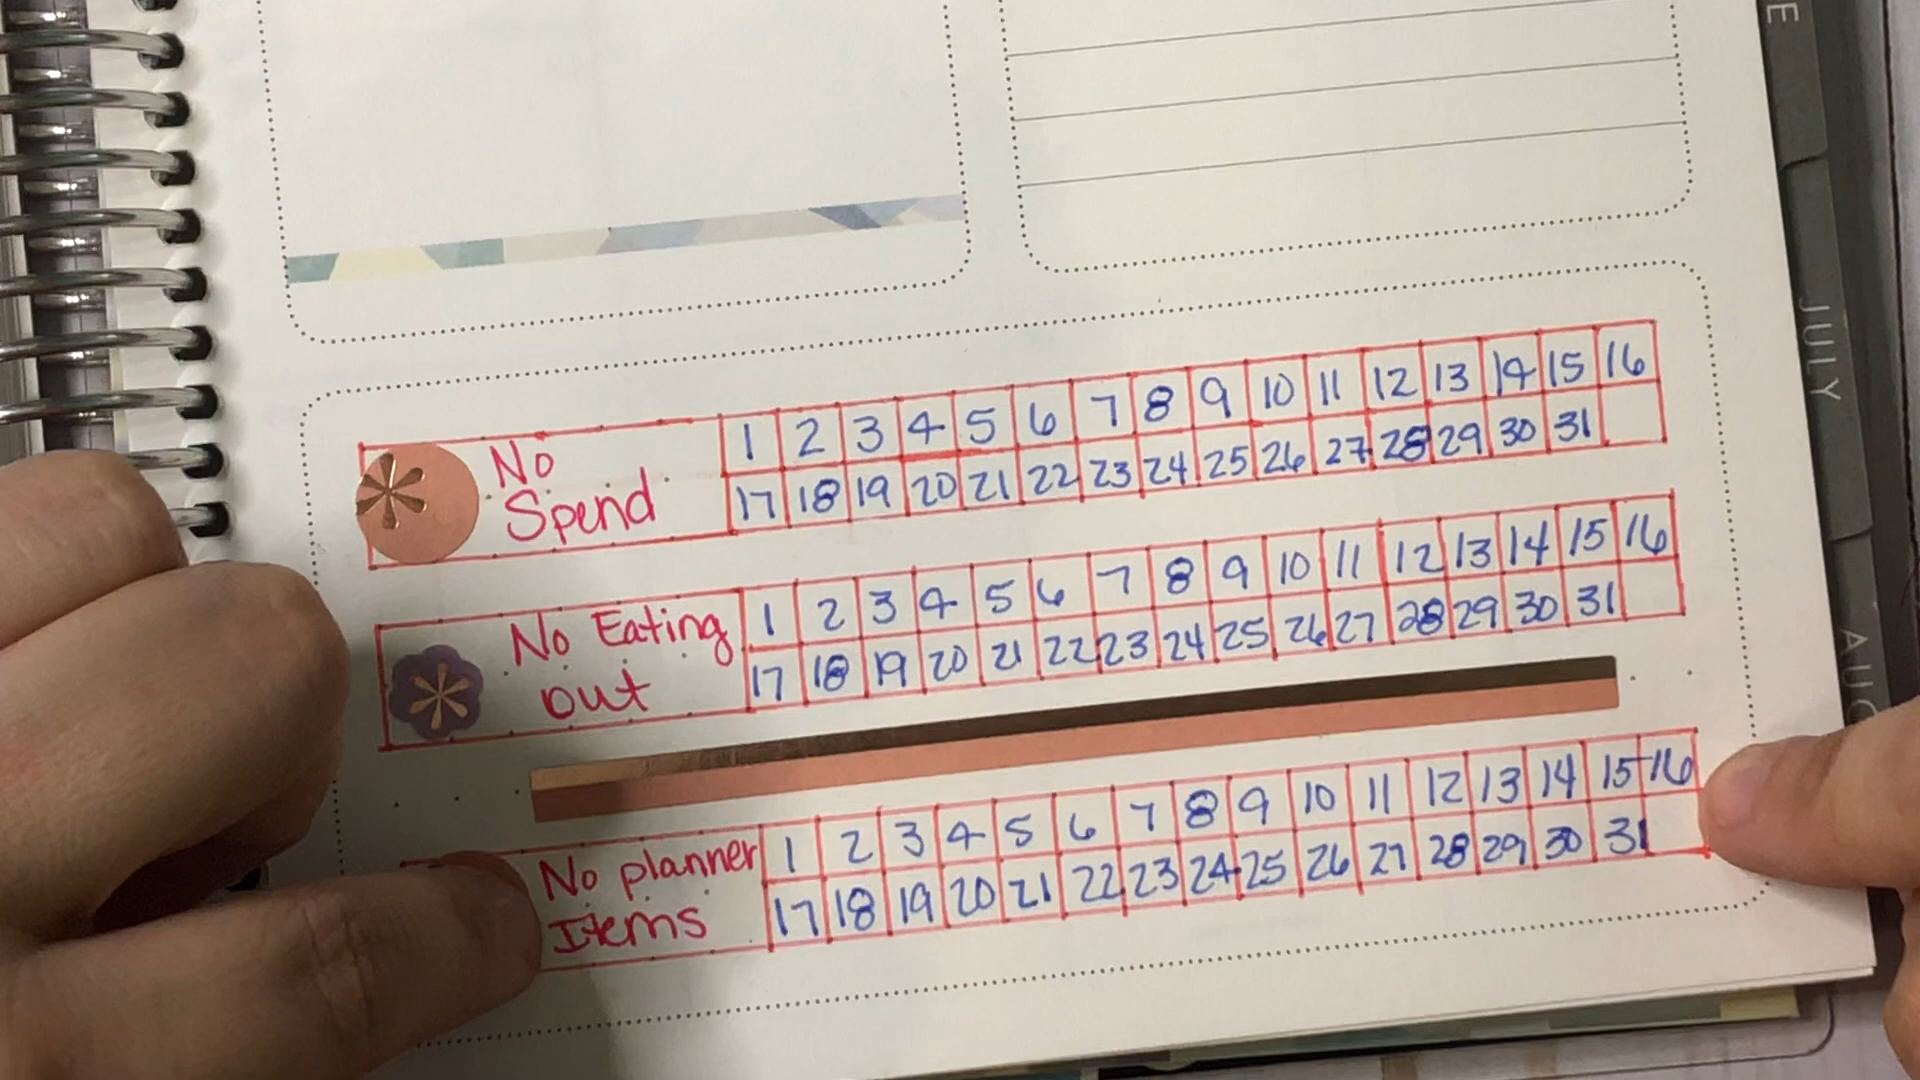 E
JULY
No
Spend
1 2 3 4 5 6 7 8 9 10 11 12 13 14 15 16
17 18 19 20 21 22 23 24 25 26 27 28 29 30 31
No Eating
out
1 2 3 4 5 6 7 8 9 10 11 12 13 14 15 16
17 18 19 20 21 22 23 24 25 26 27 28 29 30 31
AUG
No planner
Items
1 2 3 4 5 6 7 8 9 10 11 12 13 14 15 16
17 18 19 20 21 22 23 24 25 26 27 28 29 30 31